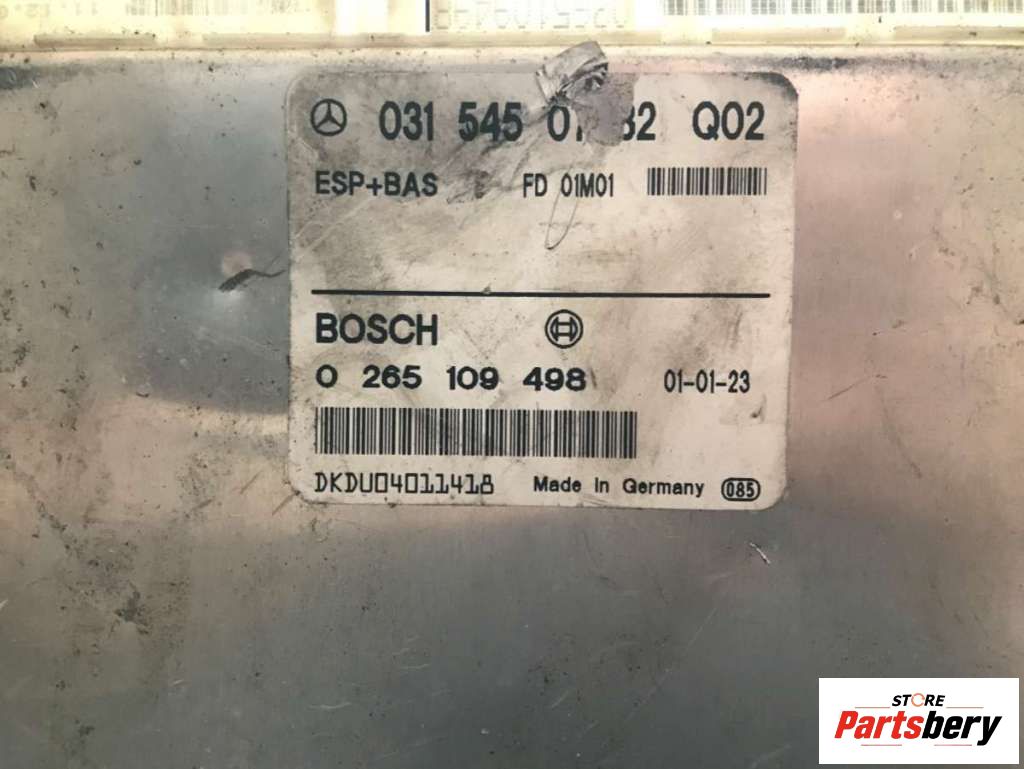 031 545 Q02
ESP+BAS FD 01M01
BOSCH
0 265 109 498 01-01-23
DKDU04011418 Made in Germany 085
STORE
Partsbery